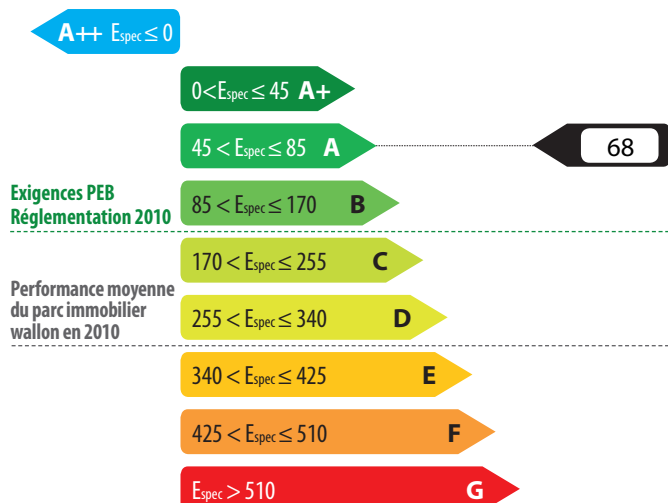 A++ Espec ≤ 0
0<Espec ≤ 45 A+
45 < Espec ≤ 85 A
68
Exigences PEB
Réglementation 2010
85 < Espec ≤ 170 B
170 < Espec ≤ 255 C
Performance moyenne
du parc immobilier
wallon en 2010
255 < Espec ≤ 340 D
340 < Espec ≤ 425 E
425 < Espec ≤ 510 F
Espec > 510 G